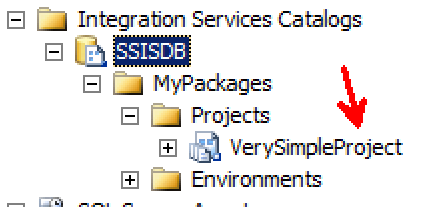 Integration Services Catalogs
SSISDB
MyPackages
Projects
VerySimpleProject
Environments